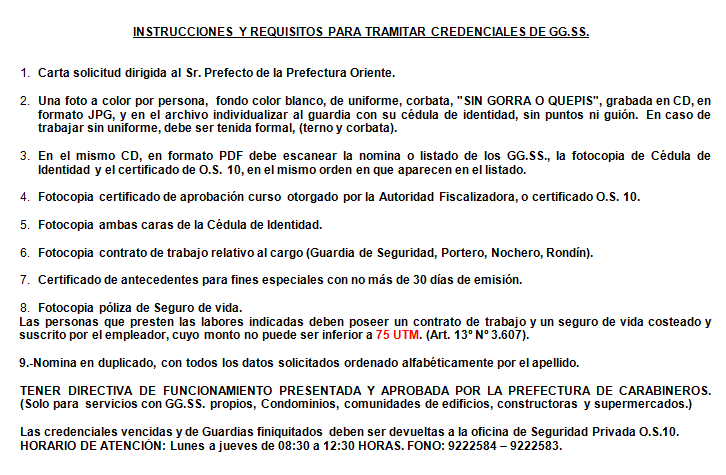 INSTRUCCIONES Y REQUISITOS PARA TRAMITAR CREDENCIALES DE GG.SS.
1. Carta solicitud dirigida al Sr. Prefecto de la Prefectura Oriente.
2. Una foto a color por persona, fondo color blanco, de uniforme, corbata, "SIN GORRA O QUEPIS", grabada en CD, en
formato JPG, y en el archivo individualizar al guardia con su cédula de identidad, sin puntos ni guión. En caso de
trabajar sin uniforme, debe ser tenida formal, (terno y corbata).
3. En el mismo CD, en formato PDF debe escanear la nomina o listado de los GG.SS., la fotocopia de Cédula de
Identidad y el certificado de O.S. 10, en el mismo orden en que aparecen en el listado.
4. Fotocopia certificado de aprobación curso otorgado por la Autoridad Fiscalizadora, o certificado O.S. 10.
5. Fotocopia ambas caras de la Cédula de Identidad.
6. Fotocopia contrato de trabajo relativo al cargo (Guardia de Seguridad, Portero, Nochero, Rondín).
7. Certificado de antecedentes para fines especiales con no más de 30 días de emisión.
8. Fotocopia póliza de Seguro de vida.
Las personas que presten las labores indicadas deben poseer un contrato de trabajo y un seguro de vida costeado y
suscrito por el empleador, cuyo monto no puede ser inferior a 75 UTM. (Art. 13º Nº 3.607).
9.-Nomina en duplicado, con todos los datos solicitados ordenado alfabéticamente por el apellido.
TENER DIRECTIVA DE FUNCIONAMIENTO PRESENTADA Y APROBADA POR LA PREFECTURA DE CARABINEROS.
(Solo para servicios con GG.SS. propios, Condominios, comunidades de edificios, constructoras y supermercados.)
Las credenciales vencidas y de Guardias finiquitados deben ser devueltas a la oficina de Seguridad Privada O.S.10.
HORARIO DE ATENCIÓN: Lunes a jueves de 08:30 a 12:30 HORAS. FONO: 9222584 – 9222583.